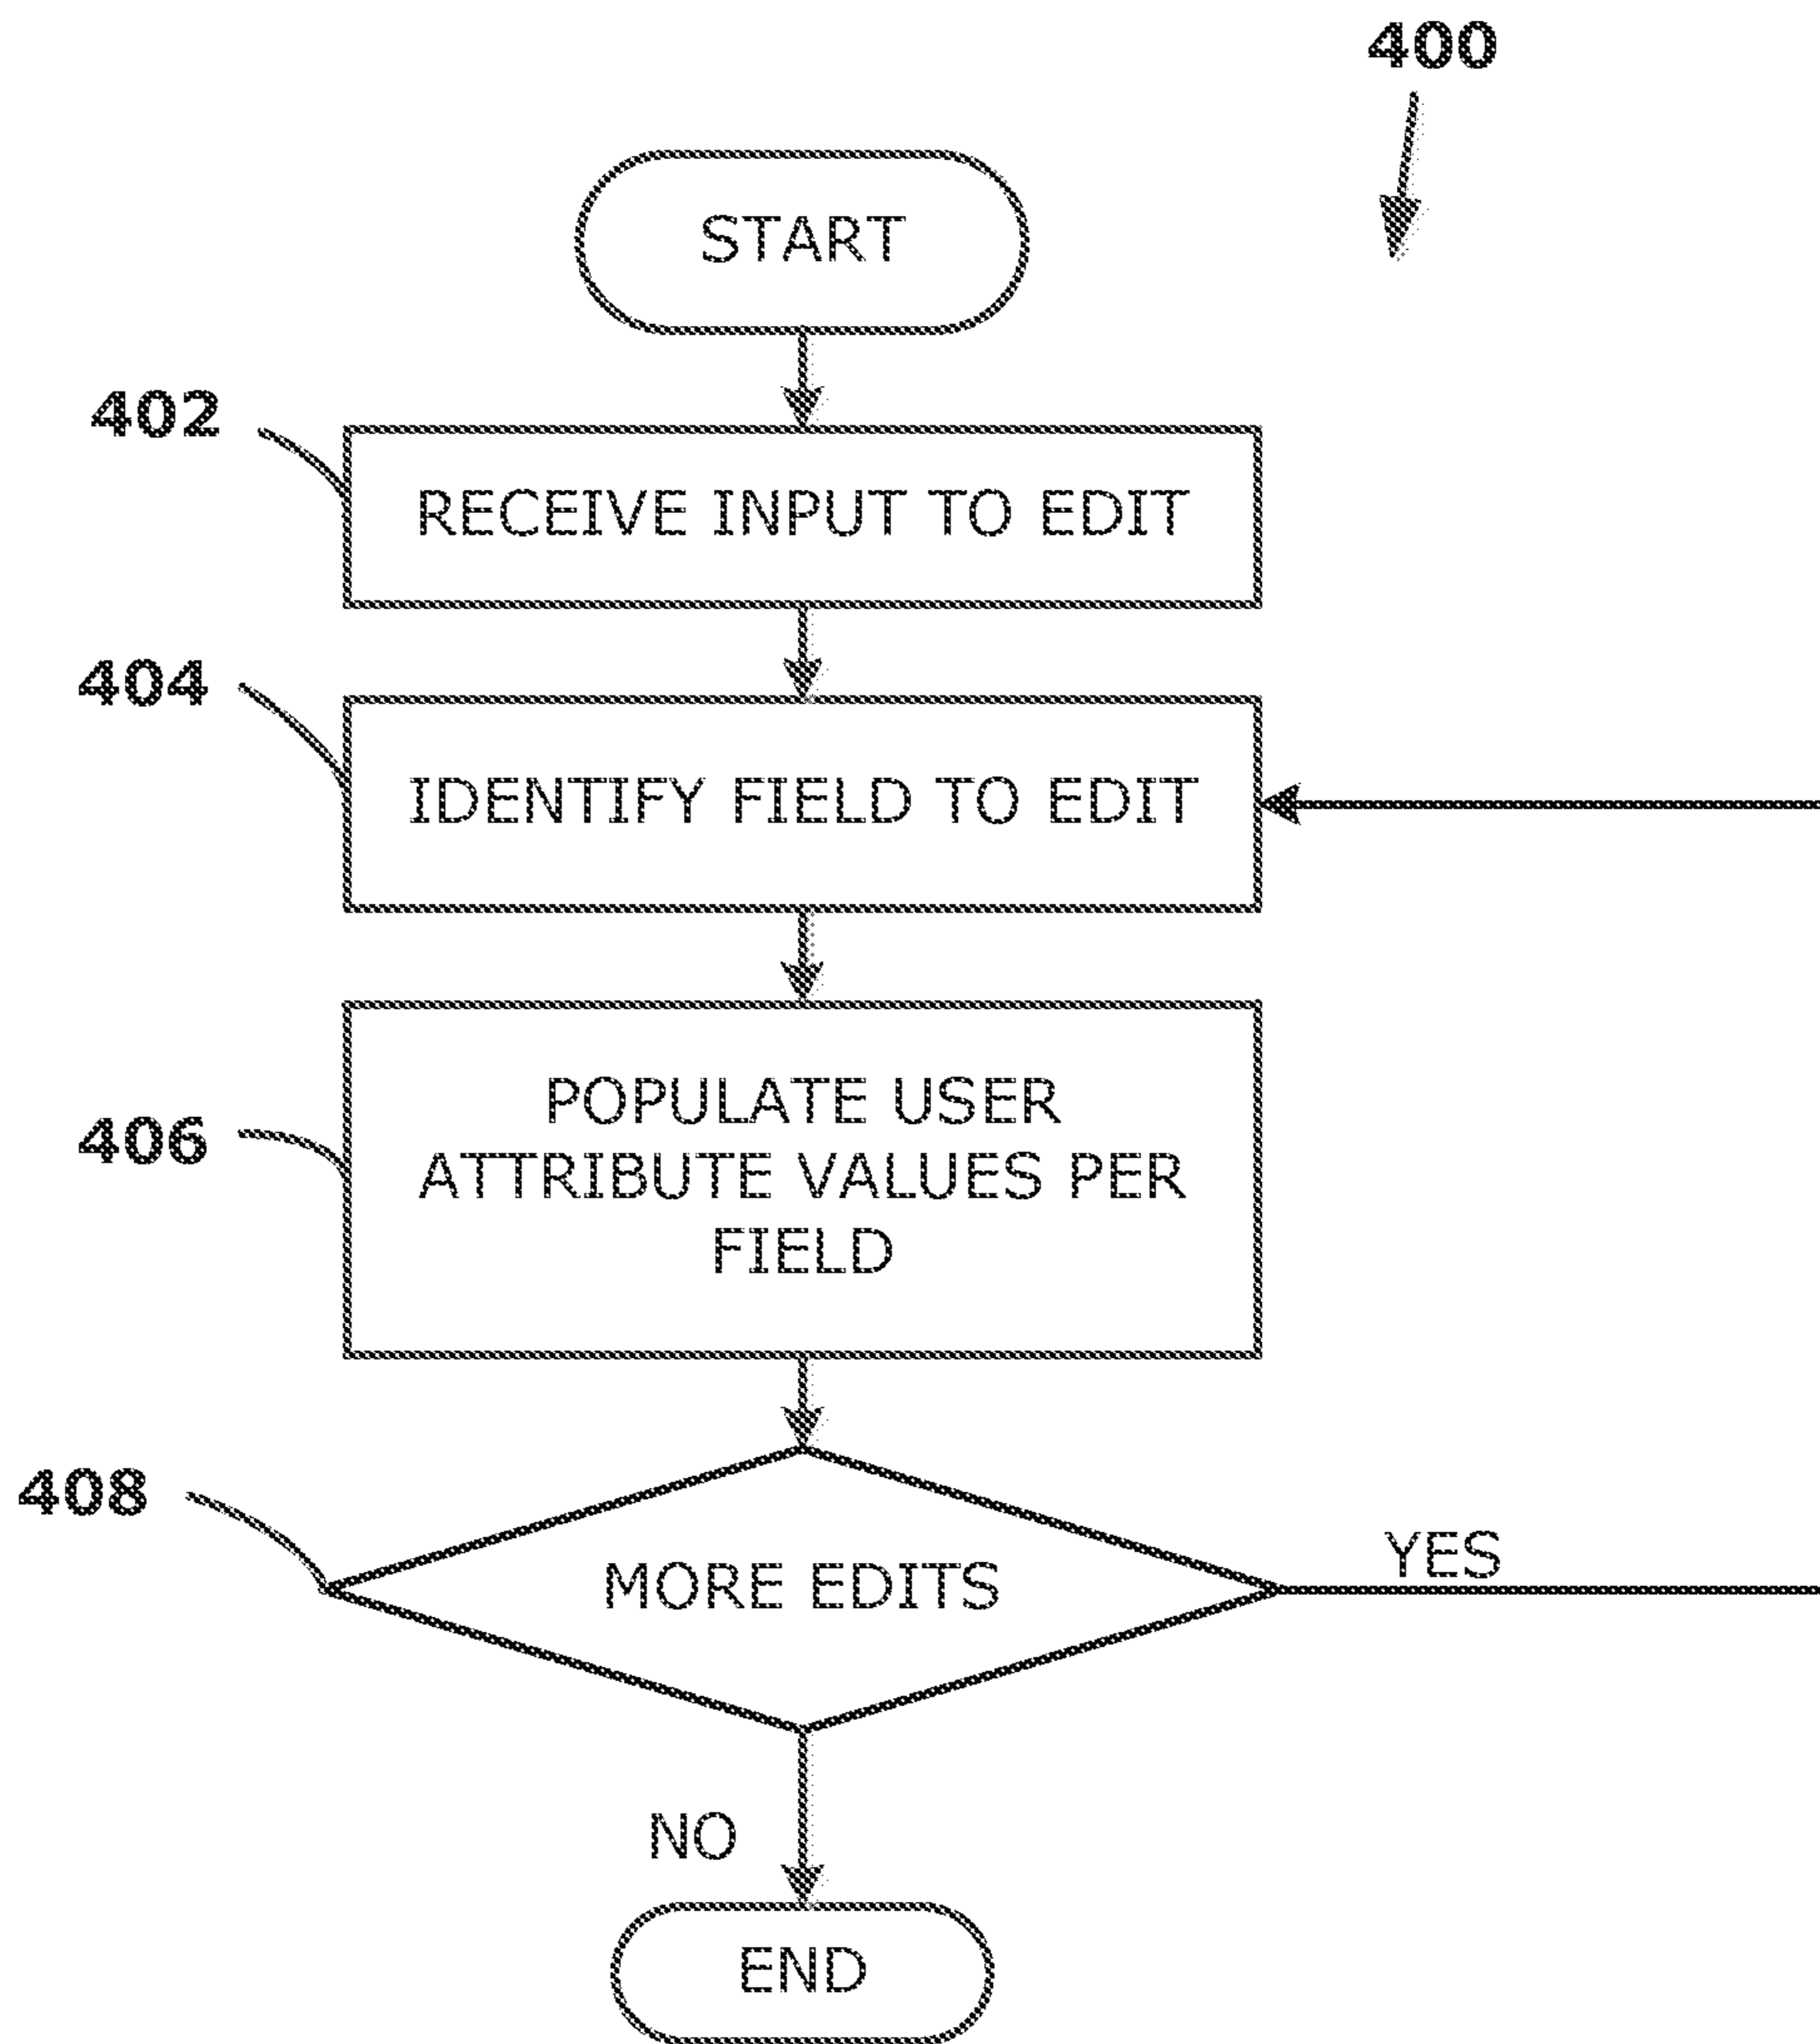 400
START
402
RECEIVE INPUT TO EDIT
404
IDENTIFY FIELD TO EDIT
406
POPULATE USER
ATTRIBUTE VALUES PER
FIELD
408
MORE EDITS
YES
NO
END